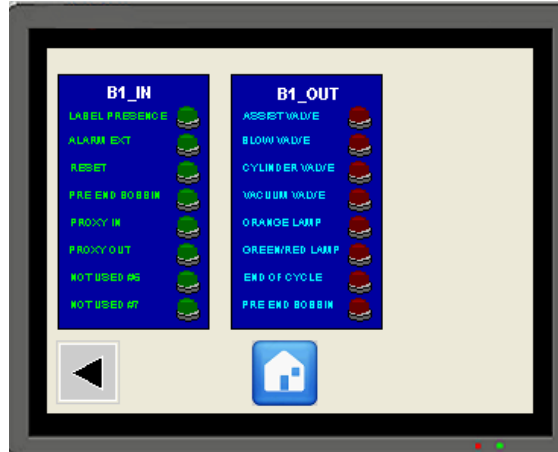 B1_IN
LABEL PRESENCE
ALARM EXT
RESET
PRE END BOBBIN
PROXY IN
PROXY OUT
NOT USED #6
NOT USED #7
B1_OUT
ASSIST VALVE
BLOW VALVE
CYLINDER VALVE
VACUUM VALVE
ORANGE LAMP
GREEN/RED LAMP
END OF CYCLE
PRE END BOBBIN